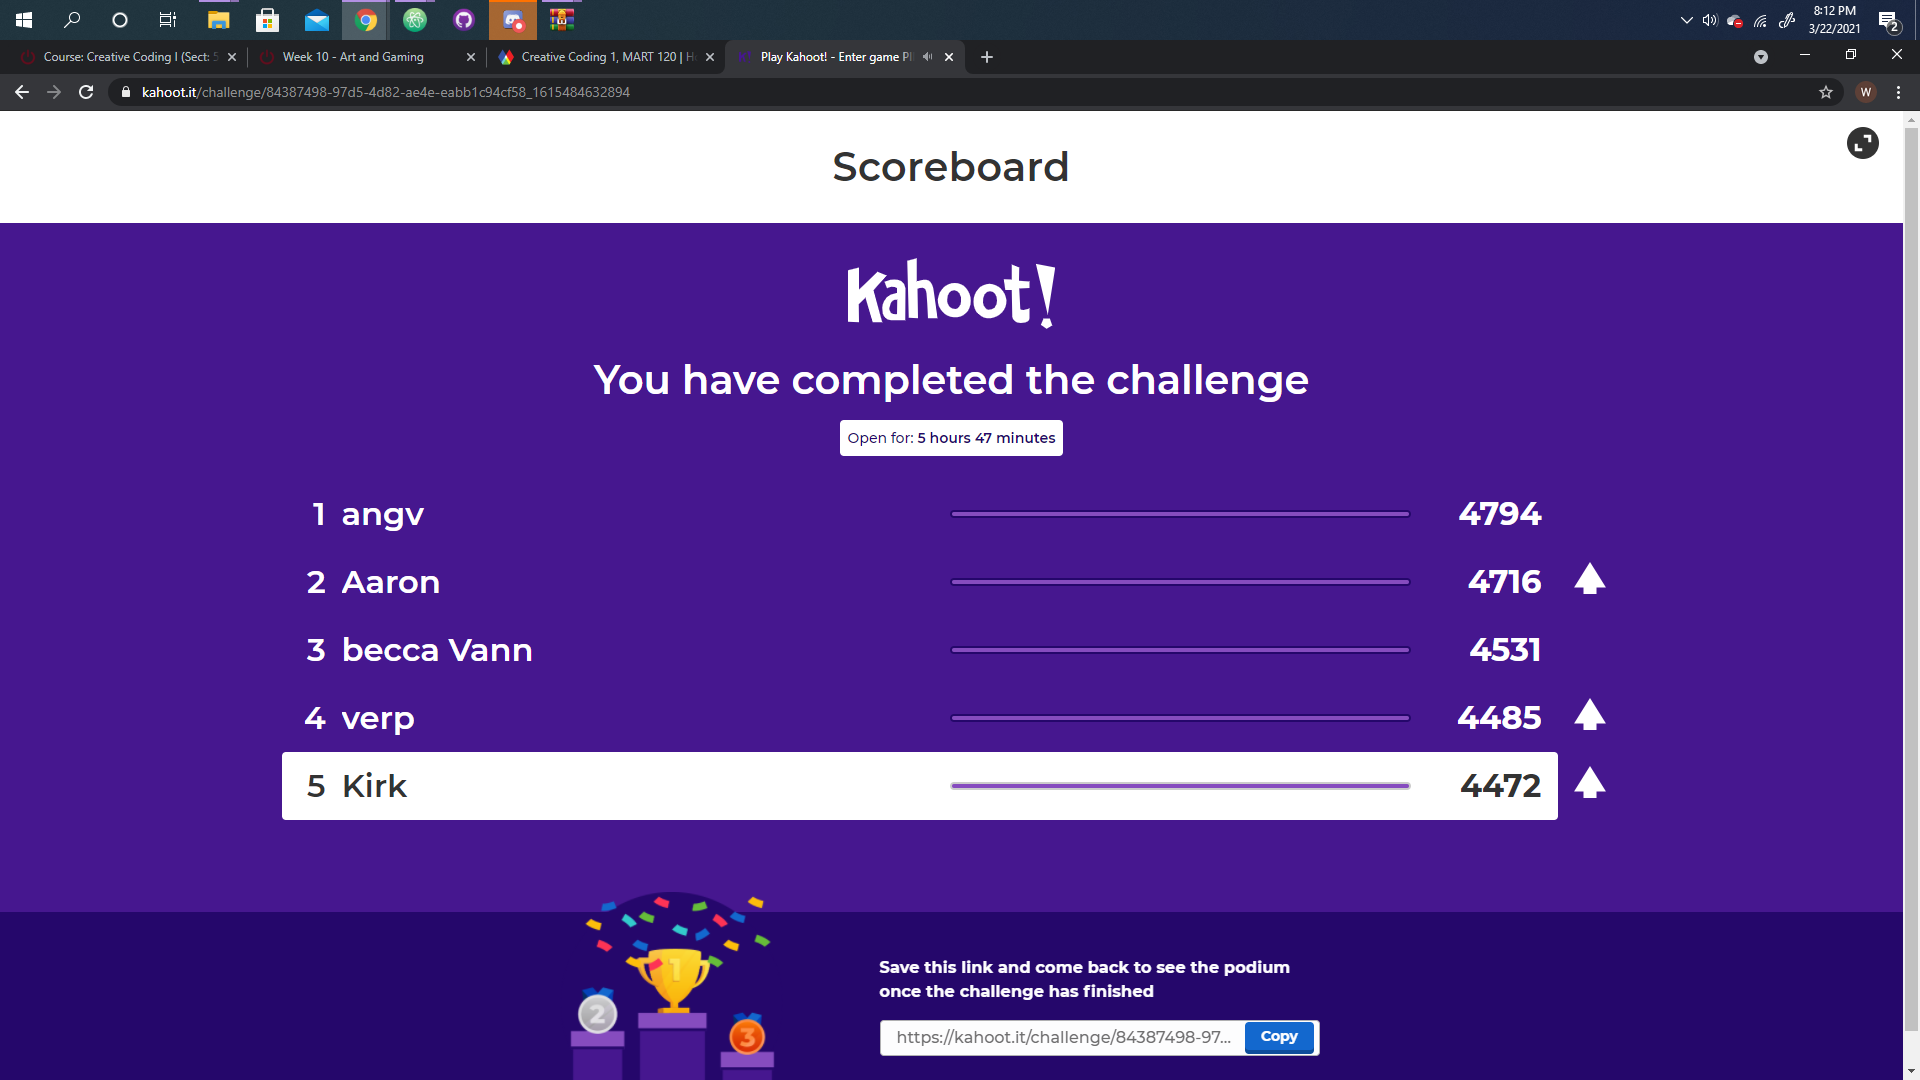 8:12 PM
3/22/2021
2
Course: Creative Coding I (Sect: 5
Week 10 - Art and Gaming
Creative Coding 1, MART 120 | H
Play Kahoot! - Enter game PI
kahoot.it/challenge/84387498-97d5-4d82-ae4e-eabb1c94cf58_1615484632894
W
Scoreboard
Kahoot!
You have completed the challenge
Open for: 5 hours 47 minutes
1 angv 4794
2 Aaron 4716
3 becca Vann 4531
4 verp 4485
5 Kirk 4472
1
2
3
Save this link and come back to see the podium
once the challenge has finished
https://kahoot.it/challenge/84387498-97... Copy